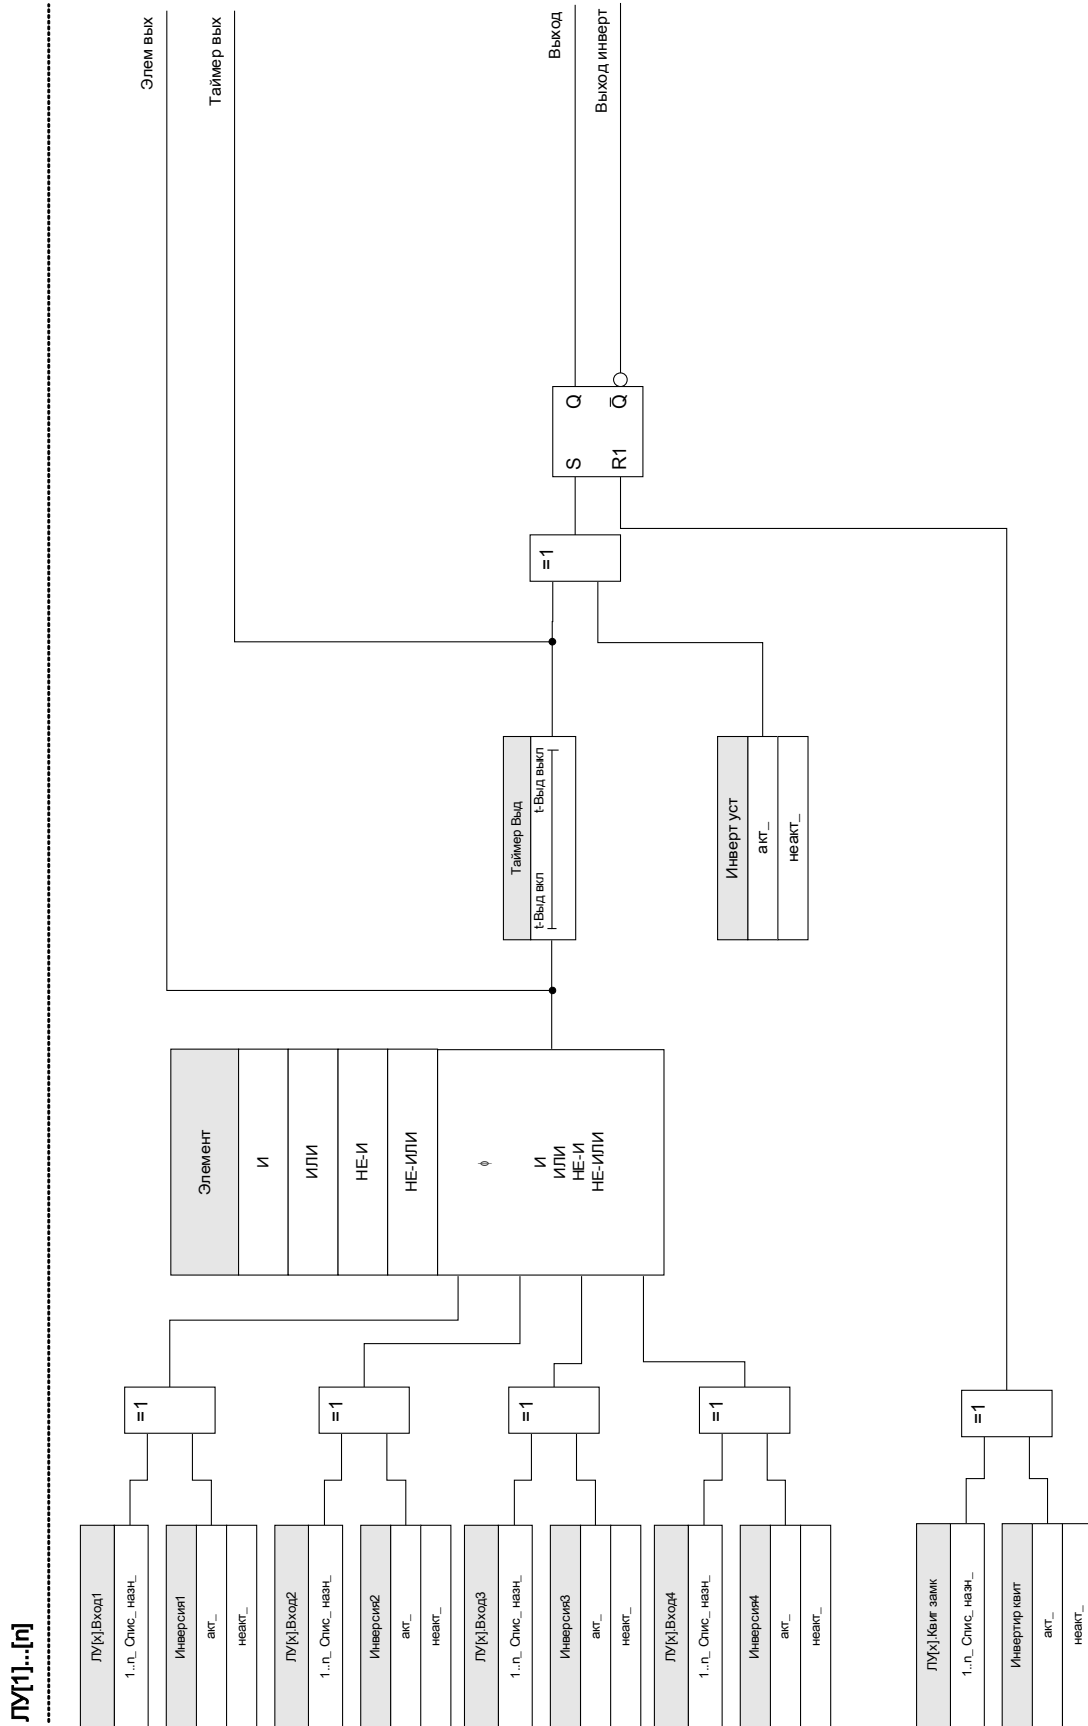 ЛУ[1]...[n]
ЛУ[x].Вход1
1..n_ Спис_ назн_
Инверсия1
акт_
неакт_
ЛУ[x].Вход2
1..n_ Спис_ назн_
Инверсия2
акт_
неакт_
ЛУ[x].Вход3
1..n_ Спис_ назн_
Инверсия3
акт_
неакт_
ЛУ[x].Вход4
1..n_ Спис_ назн_
Инверсия4
акт_
неакт_
ЛУ[x].Квит замк
1..n_ Спис_ назн_
Инвертир квит
акт_
неакт_
=1
=1
=1
=1
=1
Элемент
И
ИЛИ
НЕ-И
НЕ-ИЛИ
ϕ
И
ИЛИ
НЕ-И
НЕ-ИЛИ
Таймер Выд
t-Выд вкл
t-Выд выкл
Инверт уст
акт_
неакт_
=1
S
Q
R1
Q̅
Элем вых
Таймер вых
Выход
Выход инверт